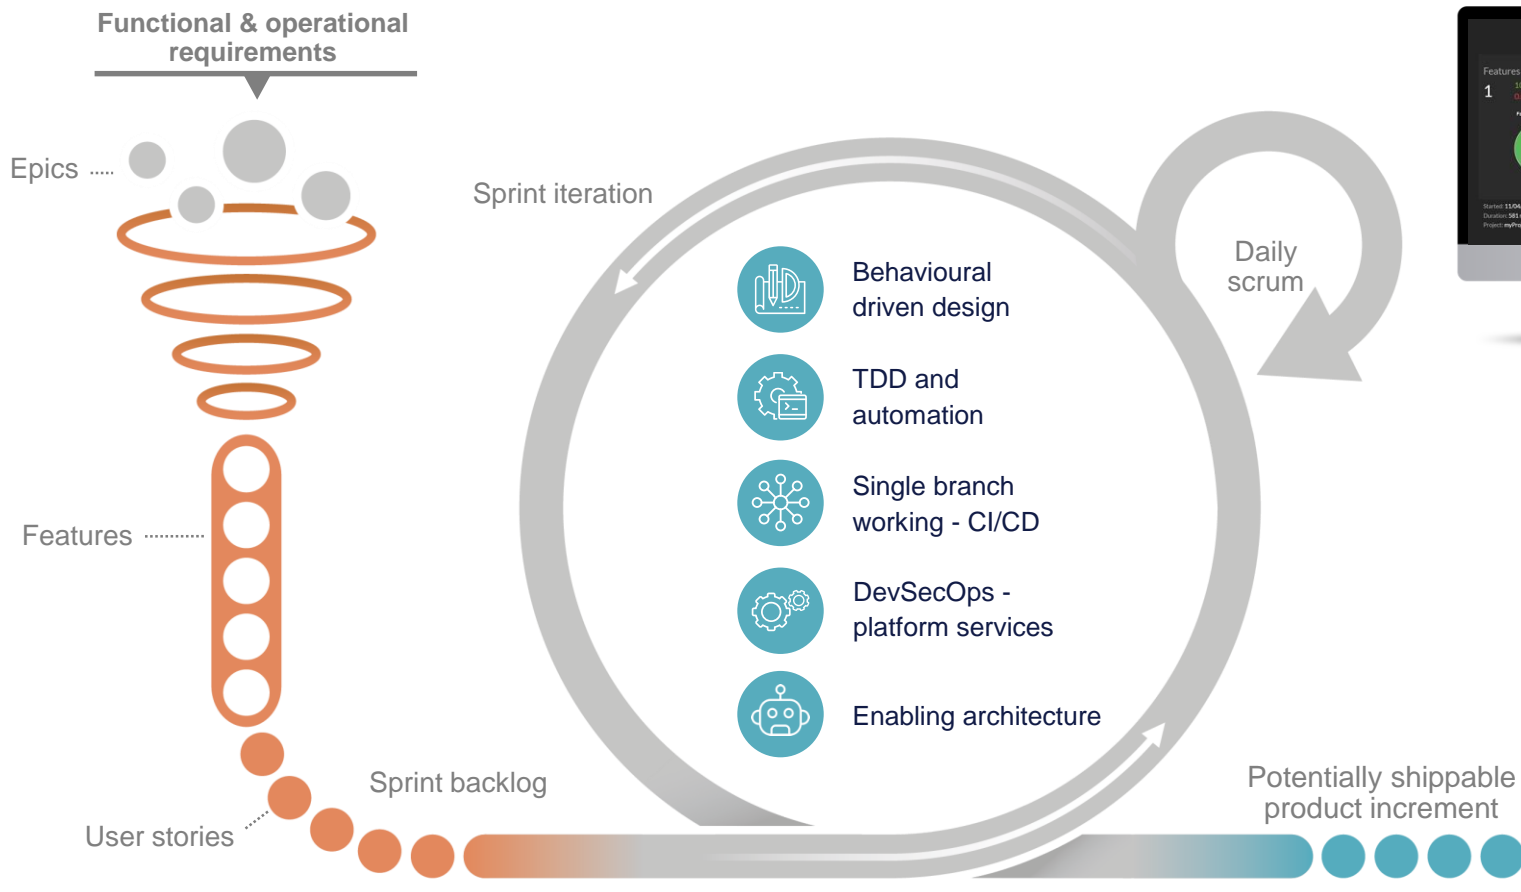 Functional & operational
requirements
Epics
Sprint iteration
Daily
scrum
Behavioural
driven design
TDD and
automation
Single branch
working - CI/CD
DevSecOps -
platform services
Enabling architecture
Features
Sprint backlog
User stories
Potentially shippable
product increment
Features
1